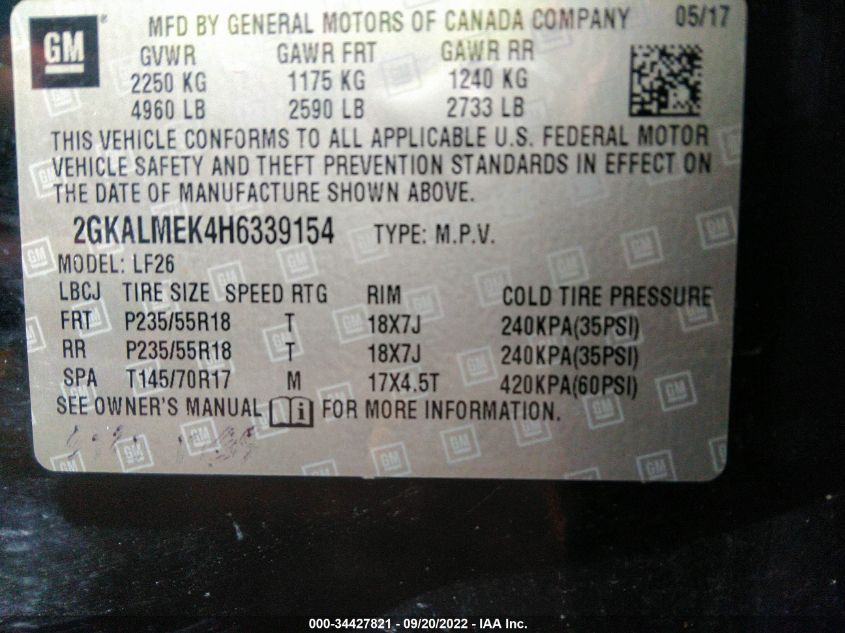 GM
MFD BY GENERAL MOTORS OF CANADA COMPANY 05/17
GVWR GAWR FRT GAWR RR
2250 KG 1175 KG 1240 KG
4960 LB 2590 LB 2733 LB
THIS VEHICLE CONFORMS TO ALL APPLICABLE U.S. FEDERAL MOTOR
VEHICLE SAFETY AND THEFT PREVENTION STANDARDS IN EFFECT ON
THE DATE OF MANUFACTURE SHOWN ABOVE.
2GKALMEK4H6339154 TYPE: M.P.V.
MODEL: LF26
LBCJ TIRE SIZE SPEED RTG RIM COLD TIRE PRESSURE
FRT P235/55R18 T 18X7J 240KPA(35PSI)
RR P235/55R18 T 18X7J 240KPA(35PSI)
SPA T145/70R17 M 17X4.5T 420KPA(60PSI)
SEE OWNER'S MANUAL i FOR MORE INFORMATION.
000-34427821 - 09/20/2022 - IAA Inc.